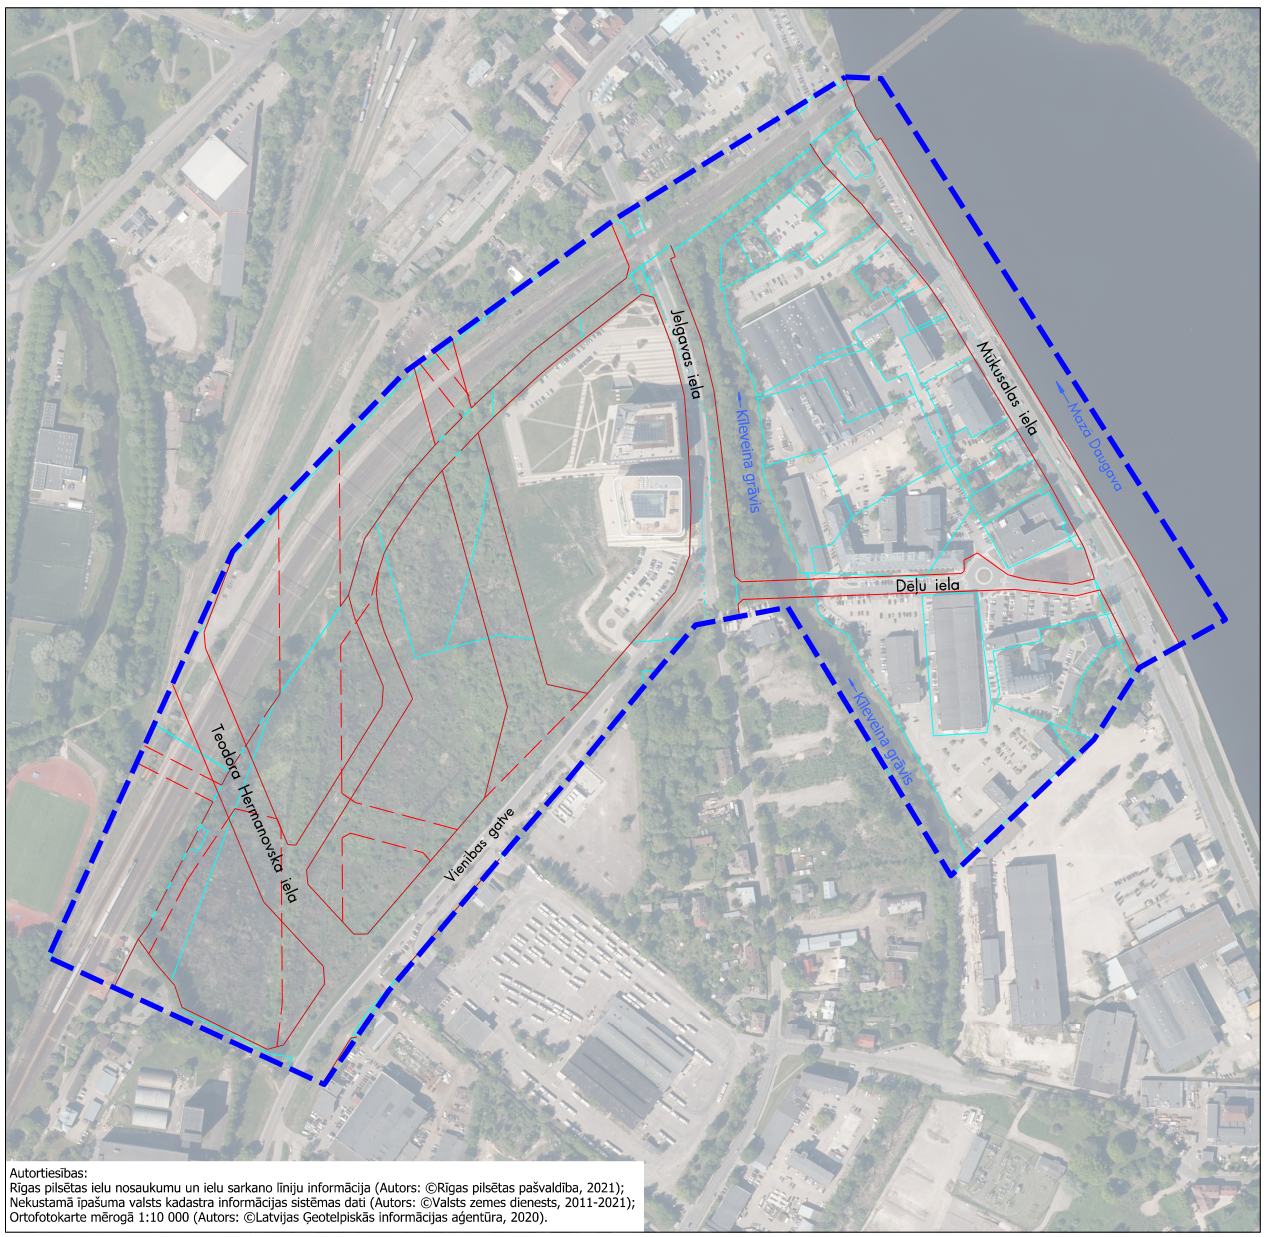 Jelgavas iela
Mūkusalas iela
Mazā Daugava
Kīleveina grāvis
Dēļu iela
Kīleveina grāvis
Teodora Hermanovska iela
Vienības gatve
Autortiesības:
Rīgas pilsētas ielu nosaukumu un ielu sarkano līniju informācija (Autors: ©Rīgas pilsētas pašvaldība, 2021);
Nekustamā īpašuma valsts kadastra informācijas sistēmas dati (Autors: ©Valsts zemes dienests, 2011-2021);
Ortofotokarte mērogā 1:10 000 (Autors: ©Latvijas Ģeotelpiskās informācijas aģentūra, 2020).